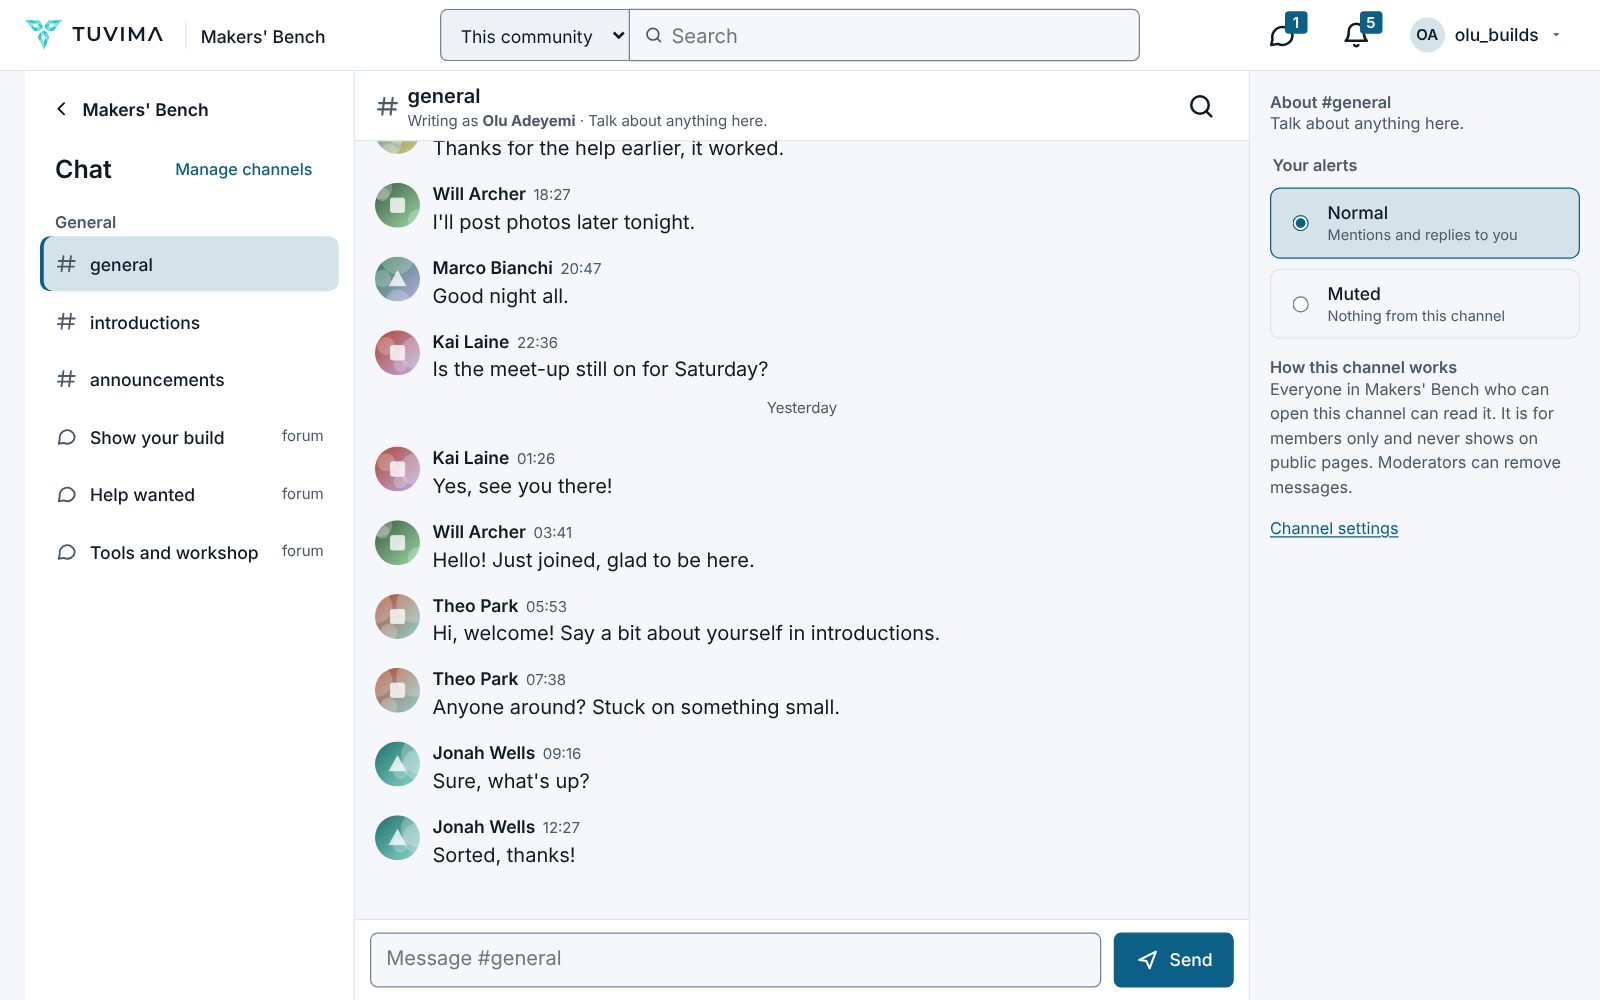 TUVIMA
Makers' Bench
This community
Search
1
5
OA
olu_builds
Makers' Bench
Chat
Manage channels
General
general
introductions
announcements
Show your build
forum
Help wanted
forum
Tools and workshop
forum
general
Writing as Olu Adeyemi · Talk about anything here.
Thanks for the help earlier, it worked.
Will Archer 18:27
I'll post photos later tonight.
Marco Bianchi 20:47
Good night all.
Kai Laine 22:36
Is the meet-up still on for Saturday?
Yesterday
Kai Laine 01:26
Yes, see you there!
Will Archer 03:41
Hello! Just joined, glad to be here.
Theo Park 05:53
Hi, welcome! Say a bit about yourself in introductions.
Theo Park 07:38
Anyone around? Stuck on something small.
Jonah Wells 09:16
Sure, what's up?
Jonah Wells 12:27
Sorted, thanks!
Message #general
Send
About #general
Talk about anything here.
Your alerts
Normal
Mentions and replies to you
Muted
Nothing from this channel
How this channel works
Everyone in Makers' Bench who can
open this channel can read it. It is for
members only and never shows on
public pages. Moderators can remove
messages.
Channel settings